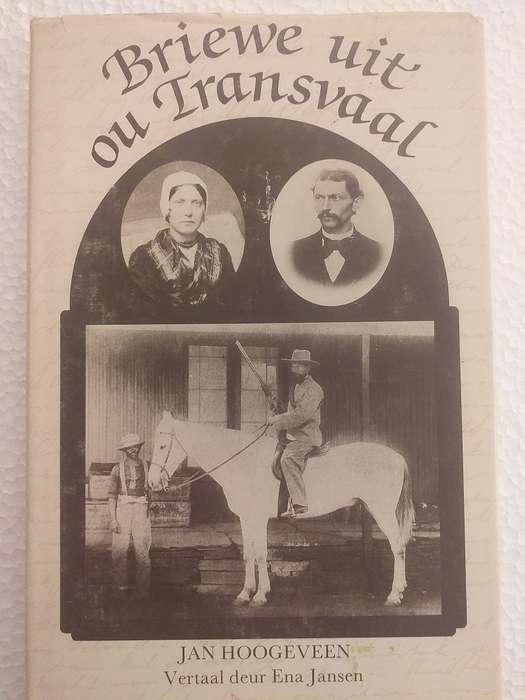 Briewe uit
ou Transvaal
JAN HOOGEVEEN
Vertaal deur Ena Jansen